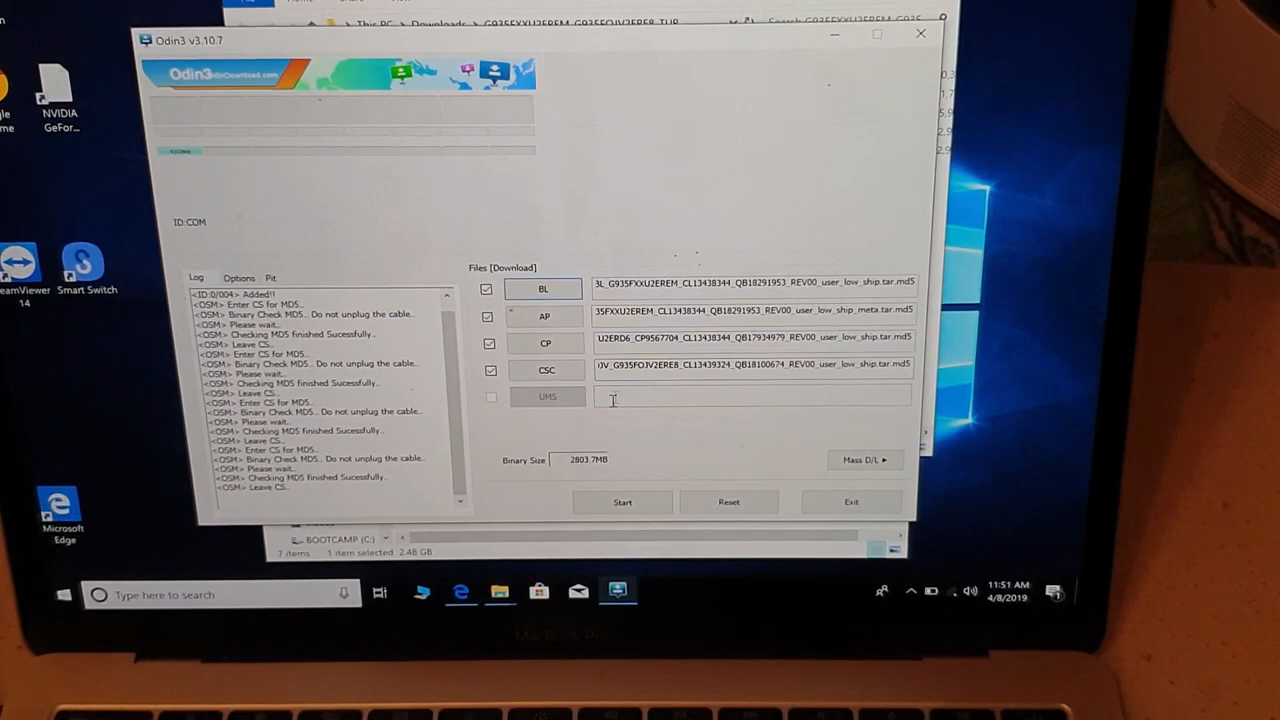 This PC > Downloads > G935FXXU2EREM_G935FOJV2ERE8_TUR
Odin3 v3.10.7
Odin3
ID:COM
Log
Options
Pit
Files [Download]
<ID:0/004> Added!!
<OSM> Enter CS for MD5..
<OSM> Binary Check MD5.. Do not unplug the cable..
<OSM> Please wait..
<OSM> Checking MD5 finished Sucessfully..
<OSM> Leave CS..
<OSM> Enter CS for MD5..
<OSM> Binary Check MD5.. Do not unplug the cable..
<OSM> Please wait..
<OSM> Checking MD5 finished Sucessfully..
<OSM> Leave CS..
<OSM> Enter CS for MD5..
<OSM> Binary Check MD5.. Do not unplug the cable..
<OSM> Please wait..
<OSM> Checking MD5 finished Sucessfully..
<OSM> Leave CS..
<OSM> Enter CS for MD5..
<OSM> Binary Check MD5.. Do not unplug the cable..
<OSM> Please wait..
<OSM> Checking MD5 finished Sucessfully..
<OSM> Leave CS..
BL
3L_G935FXXU2EREM_CL13438344_QB18291953_REV00_user_low_ship.tar.md5
AP
35FXXU2EREM_CL13438344_QB18291953_REV00_user_low_ship_meta.tar.md5
CP
U2ERD6_CP9567704_CL13438344_QB17934979_REV00_user_low_ship.tar.md5
CSC
JV_G935FOJV2ERE8_CL13439324_QB18100674_REV00_user_low_ship.tar.md5
UMS
Binary Size
2803.7MB
Mass D/L
Start
Reset
Exit
NVIDIA
GeFor...
eamViewer
14
Smart Switch
Microsoft
Edge
BOOTCAMP (C:)
7 items
1 item selected 2.48 GB
Type here to search
11:51 AM
4/8/2019
MacBook Pro